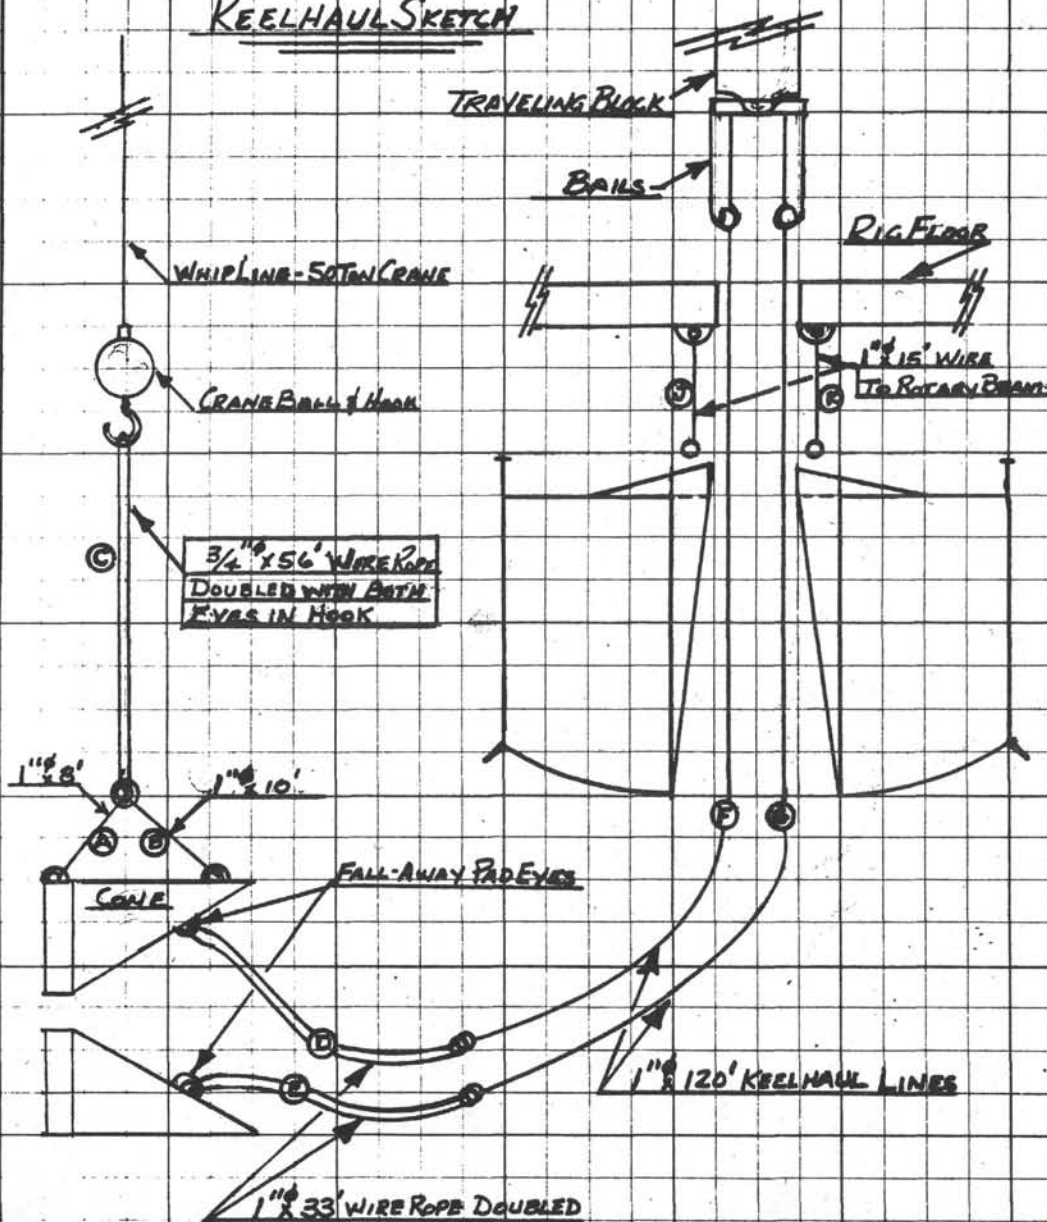 KEELHAUL SKETCH
TRAVELING BLOCK
BAILS
RIG FLOOR
WHIP LINE - 50 TON CRANE
1"ø x 15' WIRE
TO ROTARY BEAMS
J
K
CRANE BALL & HOOK
C
3/4"ø x 56' WIRE ROPE
DOUBLED WITH BOTH
EYES IN HOOK
1"ø x 8'
1"ø x 10'
A
B
F
G
FALL-AWAY PAD EYES
CONE
D
E
1"ø x 120' KEELHAUL LINES
1"ø x 33' WIRE ROPE DOUBLED